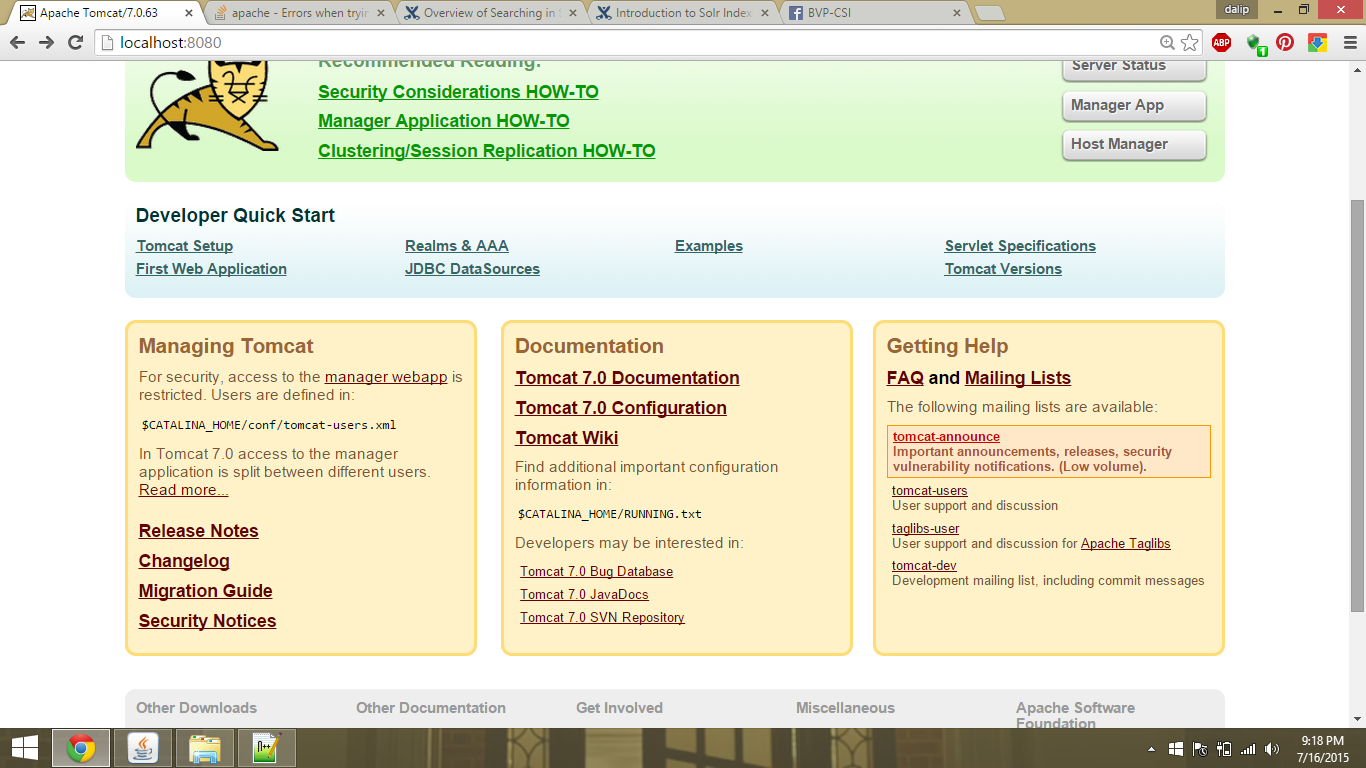 Apache Tomcat/7.0.63
apache - Errors when tryin
Overview of Searching in S
Introduction to Solr Index
BVP-CSI
dalip
localhost:8080
ABP
1
Recommended Reading:
Security Considerations HOW-TO
Manager Application HOW-TO
Clustering/Session Replication HOW-TO
Server Status
Manager App
Host Manager
Developer Quick Start
Tomcat Setup
First Web Application
Realms & AAA
JDBC DataSources
Examples
Servlet Specifications
Tomcat Versions
Managing Tomcat
For security, access to the manager webapp is
restricted. Users are defined in:
$CATALINA_HOME/conf/tomcat-users.xml
In Tomcat 7.0 access to the manager
application is split between different users.
Read more...
Release Notes
Changelog
Migration Guide
Security Notices
Documentation
Tomcat 7.0 Documentation
Tomcat 7.0 Configuration
Tomcat Wiki
Find additional important configuration
information in:
$CATALINA_HOME/RUNNING.txt
Developers may be interested in:
Tomcat 7.0 Bug Database
Tomcat 7.0 JavaDocs
Tomcat 7.0 SVN Repository
Getting Help
FAQ and Mailing Lists
The following mailing lists are available:
tomcat-announce
Important announcements, releases, security
vulnerability notifications. (Low volume).
tomcat-users
User support and discussion
taglibs-user
User support and discussion for Apache Taglibs
tomcat-dev
Development mailing list, including commit messages
Other Downloads
Other Documentation
Get Involved
Miscellaneous
Apache Software
Foundation
9:18 PM
7/16/2015